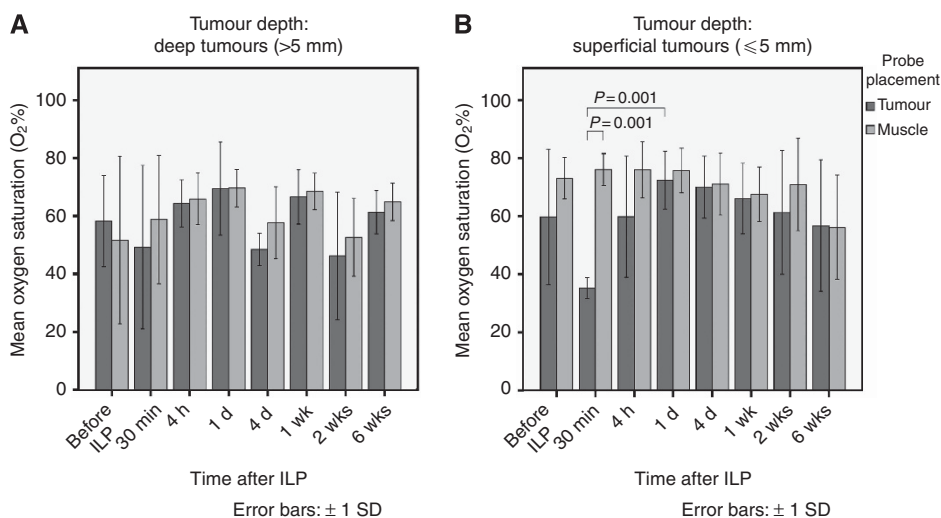 A
Tumour depth:
deep tumours (>5 mm)
Mean oxygen saturation (O₂%)
100
80
60
40
20
0
Before
ILP
30 min
4 h
1 d
4 d
1 wk
2 wks
6 wks
Time after ILP
Error bars: ± 1 SD
B
Tumour depth:
superficial tumours (⩽5 mm)
Mean oxygen saturation (O₂%)
100
80
60
40
20
0
P = 0.001
P = 0.001
Before
ILP
30 min
4 h
1 d
4 d
1 wk
2 wks
6 wks
Time after ILP
Error bars: ± 1 SD
Probe
placement
Tumour
Muscle